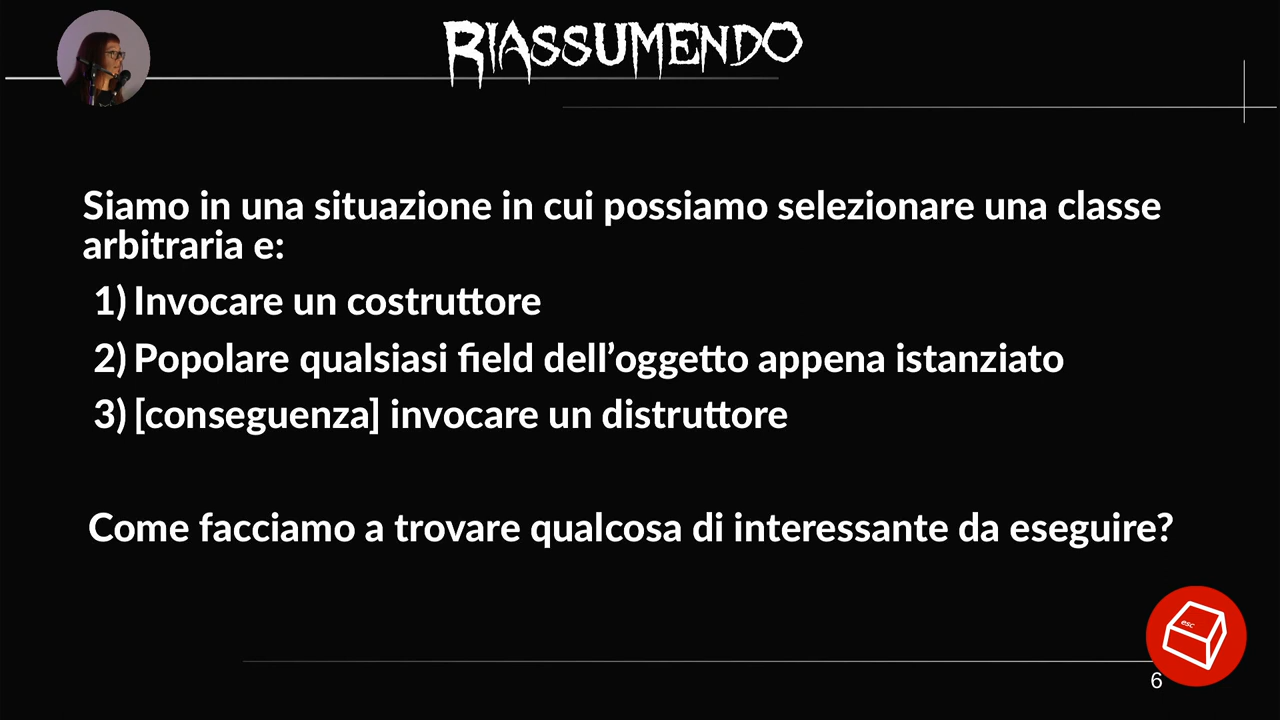 RIASSUMENDO
Siamo in una situazione in cui possiamo selezionare una classe
arbitraria e:
1) Invocare un costruttore
2) Popolare qualsiasi field dell’oggetto appena istanziato
3) [conseguenza] invocare un distruttore
Come facciamo a trovare qualcosa di interessante da eseguire?
esc
6